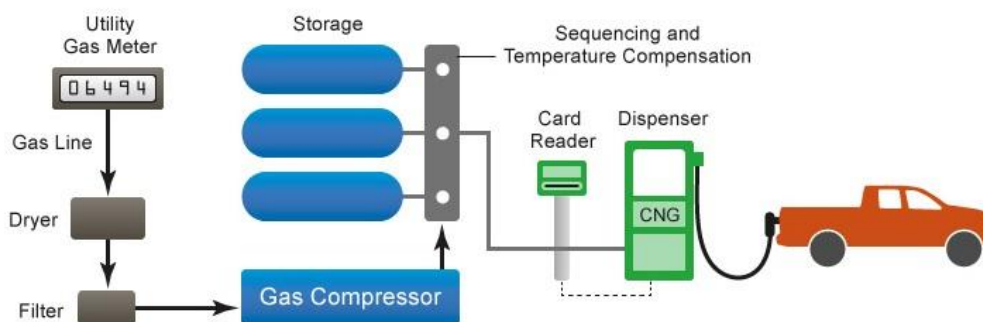 Utility
Gas Meter
06494
Gas Line
Dryer
Filter
Storage
Gas Compressor
Sequencing and
Temperature Compensation
Card
Reader
Dispenser
CNG